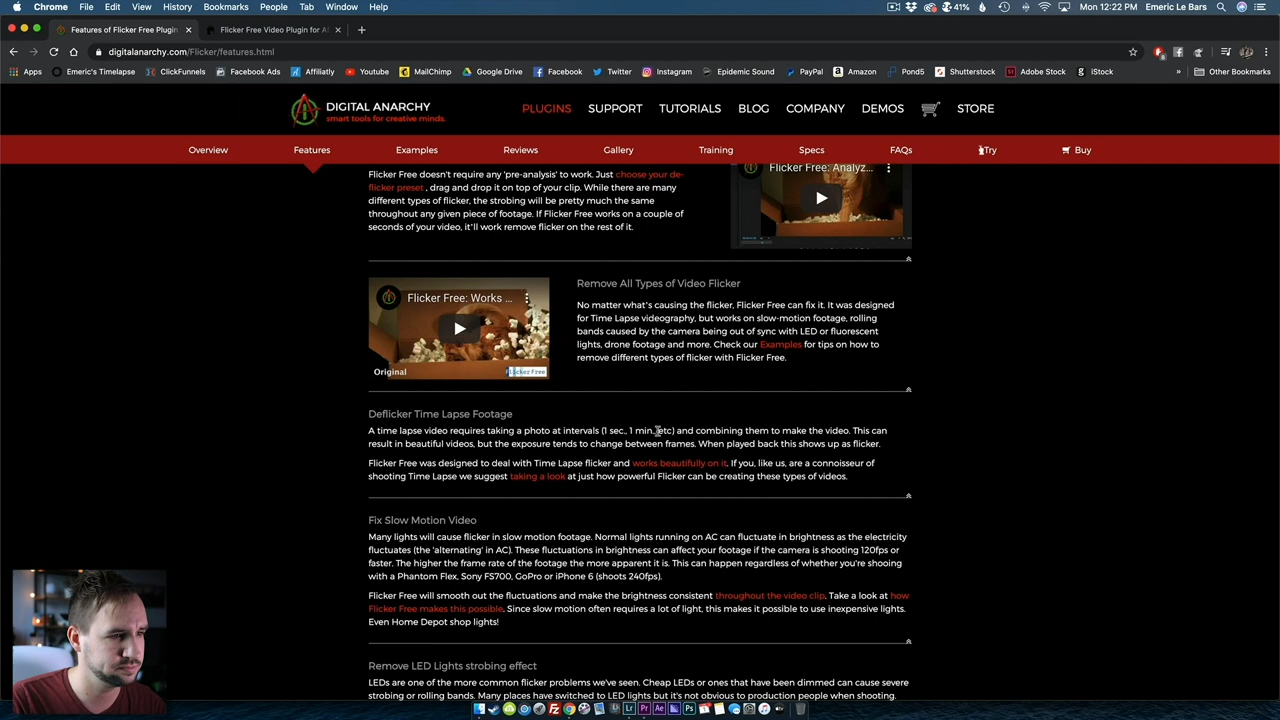 Chrome File Edit View History Bookmarks People Tab Window Help 41% Mon 12:22 PM Emeric Le Bars
Features of Flicker Free Plugin Flicker Free Video Plugin for A
digitalanarchy.com/Flicker/features.html
Apps Emeric's Timelapse ClickFunnels Facebook Ads Affiliatly Youtube MailChimp Google Drive Facebook Twitter Instagram Epidemic Sound PayPal Amazon Pond5 Shutterstock Adobe Stock iStock » Other Bookmarks
DIGITAL ANARCHY
smart tools for creative minds.
PLUGINS SUPPORT TUTORIALS BLOG COMPANY DEMOS STORE
Overview Features Examples Reviews Gallery Training Specs FAQs Try Buy
Flicker Free doesn't require any 'pre-analysis' to work. Just choose your de-
flicker preset , drag and drop it on top of your clip. While there are many
different types of flicker, the strobing will be pretty much the same
throughout any given piece of footage. If Flicker Free works on a couple of
seconds of your video, it'll work remove flicker on the rest of it.
Flicker Free: Analyz...
Flicker Free: Works ...
Original
Flicker Free
Remove All Types of Video Flicker
No matter what's causing the flicker, Flicker Free can fix it. It was designed
for Time Lapse videography, but works on slow-motion footage, rolling
bands caused by the camera being out of sync with LED or fluorescent
lights, drone footage and more. Check our Examples for tips on how to
remove different types of flicker with Flicker Free.
Deflicker Time Lapse Footage
A time lapse video requires taking a photo at intervals (1 sec., 1 min. etc) and combining them to make the video. This can
result in beautiful videos, but the exposure tends to change between frames. When played back this shows up as flicker.
Flicker Free was designed to deal with Time Lapse flicker and works beautifully on it. If you, like us, are a connoisseur of
shooting Time Lapse we suggest taking a look at just how powerful Flicker can be creating these types of videos.
Fix Slow Motion Video
Many lights will cause flicker in slow motion footage. Normal lights running on AC can fluctuate in brightness as the electricity
fluctuates (the 'alternating' in AC). These fluctuations in brightness can affect your footage if the camera is shooting 120fps or
faster. The higher the frame rate of the footage the more apparent it is. This can happen regardless of whether you're shooing
with a Phantom Flex, Sony FS700, GoPro or iPhone 6 (shoots 240fps).
Flicker Free will smooth out the fluctuations and make the brightness consistent throughout the video clip. Take a look at how
Flicker Free makes this possible. Since slow motion often requires a lot of light, this makes it possible to use inexpensive lights.
Even Home Depot shop lights!
Remove LED Lights strobing effect
LEDs are one of the more common flicker problems we've seen. Cheap LEDs or ones that have been dimmed can cause severe
strobing or rolling bands. Many places have switched to LED lights but it's not obvious to production people when shooting.
Lr Pr Ae Ps